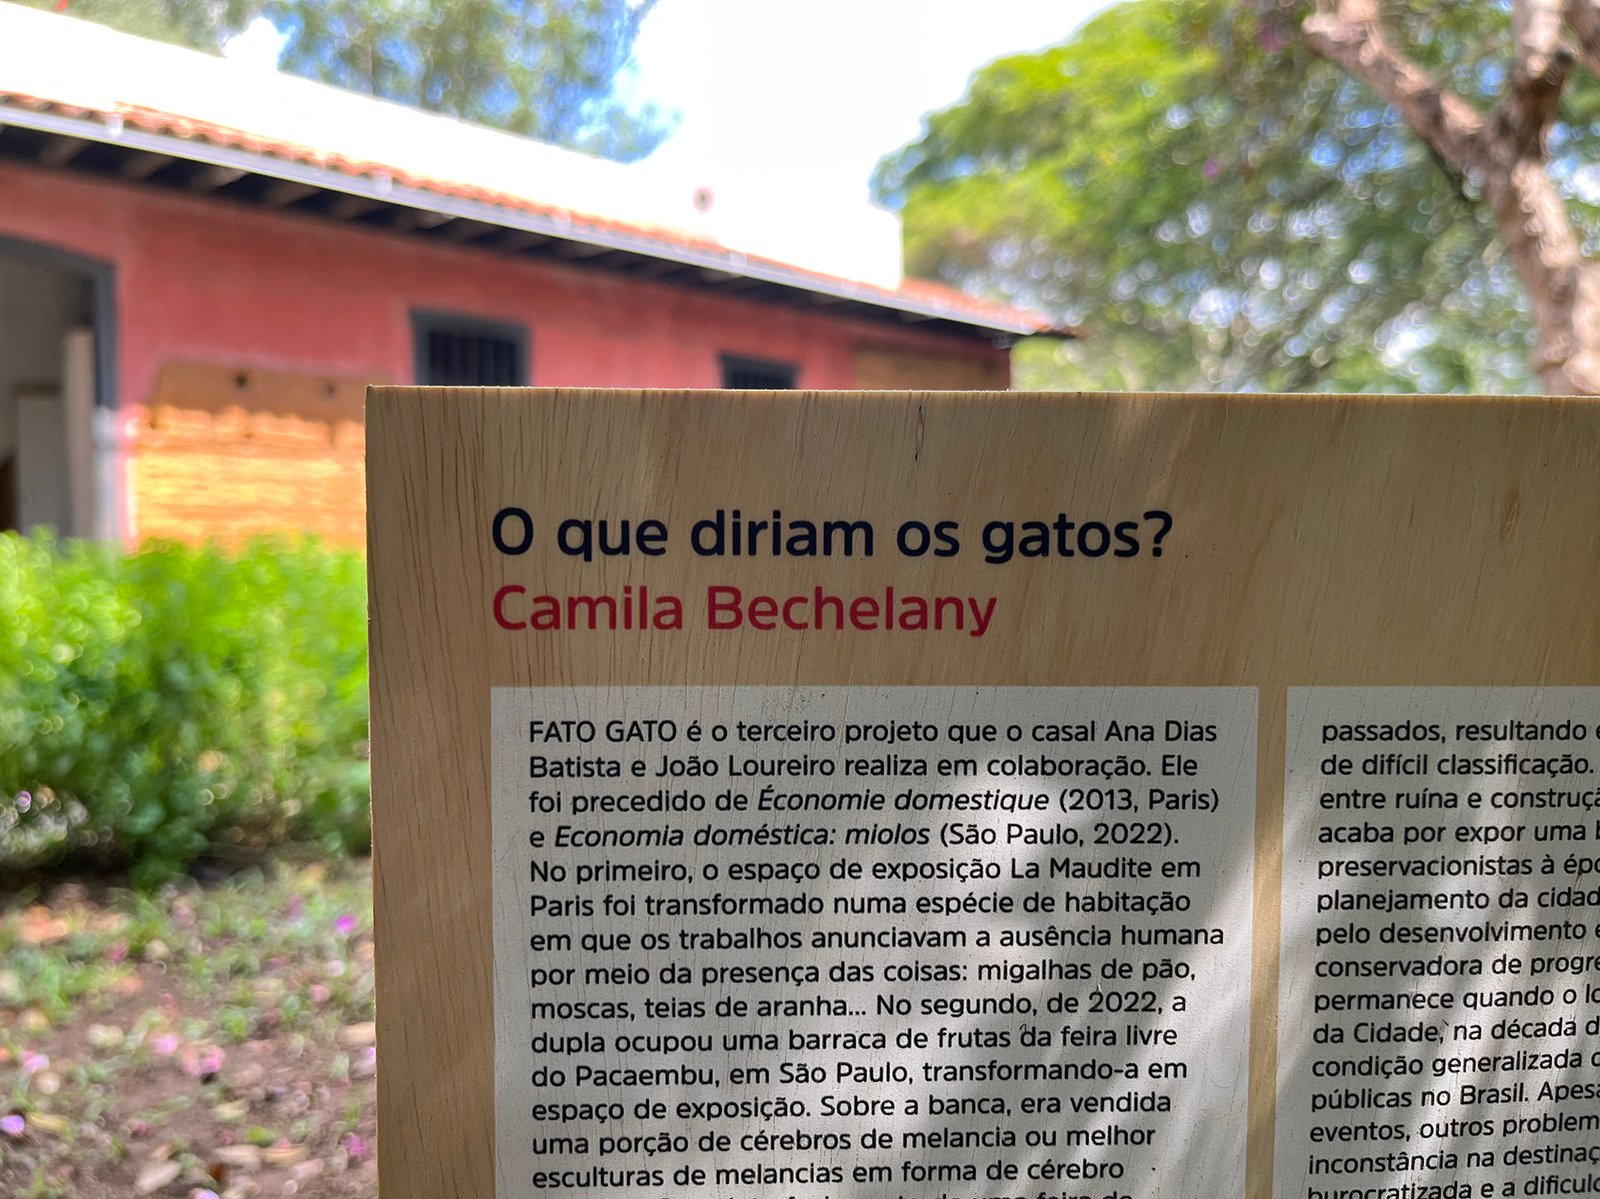 O que diriam os gatos?
Camila Bechelany
FATO GATO é o terceiro projeto que o casal Ana Dias
Batista e João Loureiro realiza em colaboração. Ele
foi precedido de Économie domestique (2013, Paris)
e Economia doméstica: miolos (São Paulo, 2022).
No primeiro, o espaço de exposição La Maudite em
Paris foi transformado numa espécie de habitação
em que os trabalhos anunciavam a ausência humana
por meio da presença das coisas: migalhas de pão,
moscas, teias de aranha... No segundo, de 2022, a
dupla ocupou uma barraca de frutas da feira livre
do Pacaembu, em São Paulo, transformando-a em
espaço de exposição. Sobre a banca, era vendida
uma porção de cérebros de melancia ou melhor
esculturas de melancias em forma de cérebro
passados, resultando
de difícil classificação.
entre ruína e
acaba por expor uma
preservacionistas à
planejamento da
pelo desenvolvimento
conservadora de
permanece quando o
da Cidade, na década
condição generalizada
públicas no Brasil.
eventos, outros
inconstância na
burocratizada e a